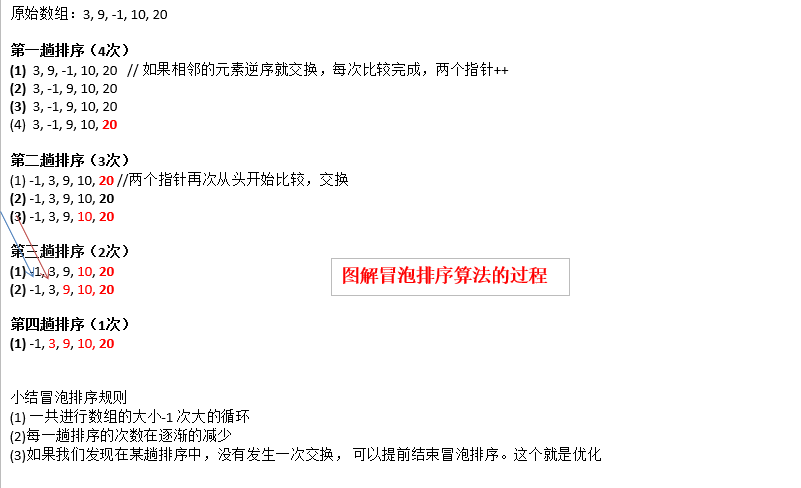 原始数组：3, 9, -1, 10, 20
第一趟排序（4次）
(1) 3, 9, -1, 10, 20 // 如果相邻的元素逆序就交换，每次比较完成，两个指针++
(2) 3, -1, 9, 10, 20
(3) 3, -1, 9, 10, 20
(4) 3, -1, 9, 10, 20
第二趟排序（3次）
(1) -1, 3, 9, 10, 20 //两个指针再次从头开始比较，交换
(2) -1, 3, 9, 10, 20
(3) -1, 3, 9, 10, 20
第三趟排序（2次）
(1) -1, 3, 9, 10, 20
图解冒泡排序算法的过程
(2) -1, 3, 9, 10, 20
第四趟排序（1次）
(1) -1, 3, 9, 10, 20
小结冒泡排序规则
(1) 一共进行数组的大小-1 次大的循环
(2)每一趟排序的次数在逐渐的减少
(3)如果我们发现在某趟排序中，没有发生一次交换， 可以提前结束冒泡排序。这个就是优化